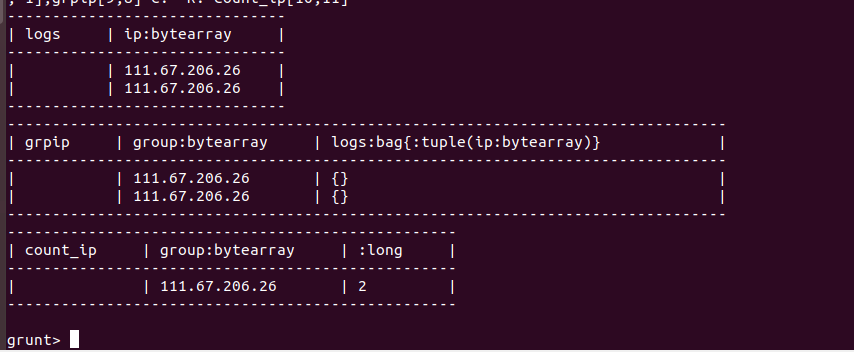 , -1],grpip[9,8] C:  R: count_ip[10,11]
-------------------------------
| logs     | ip:bytearray     |
-------------------------------
|          | 111.67.206.26    |
|          | 111.67.206.26    |
-------------------------------
--------------------------------------------------------------------------------
| grpip     | group:bytearray     | logs:bag{:tuple(ip:bytearray)}             |
--------------------------------------------------------------------------------
|           | 111.67.206.26       | {}                                         |
|           | 111.67.206.26       | {}                                         |
--------------------------------------------------------------------------------
--------------------------------------------------
| count_ip     | group:bytearray     | :long     |
--------------------------------------------------
|              | 111.67.206.26       | 2         |
--------------------------------------------------
grunt>